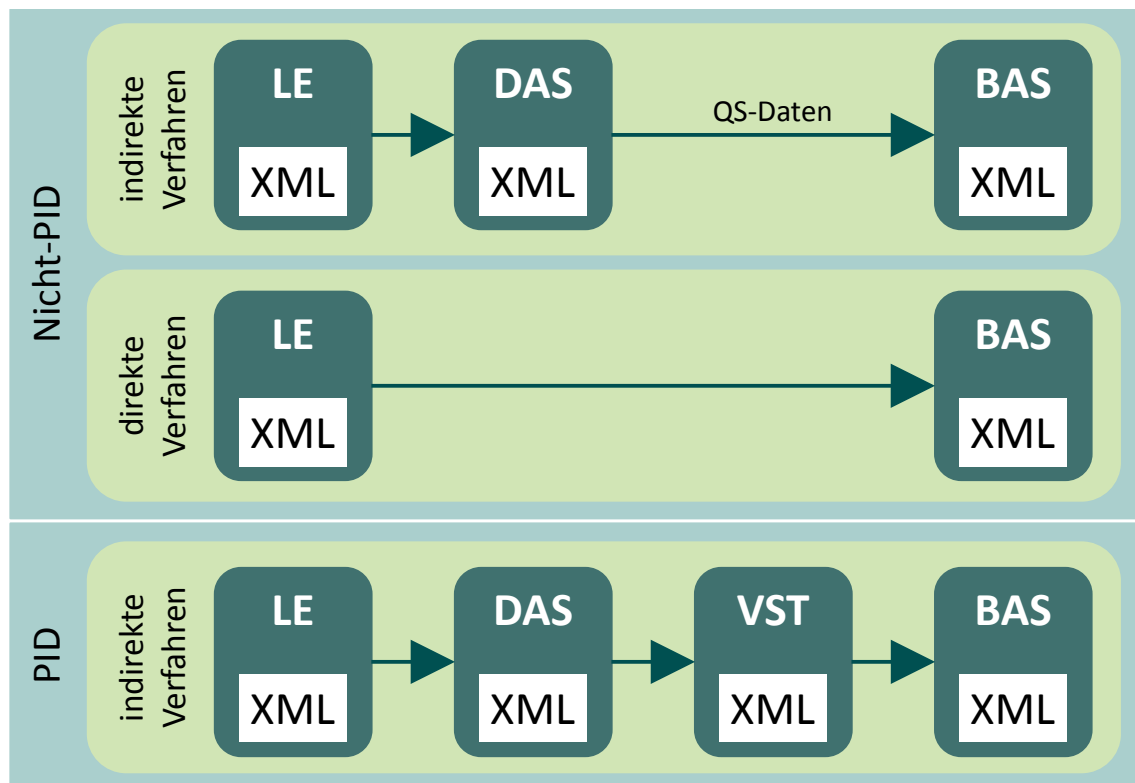 Nicht-PID
indirekte
Verfahren
LE
XML
DAS
XML
QS-Daten
BAS
XML
direkte
Verfahren
LE
XML
BAS
XML
PID
indirekte
Verfahren
LE
XML
DAS
XML
VST
XML
BAS
XML